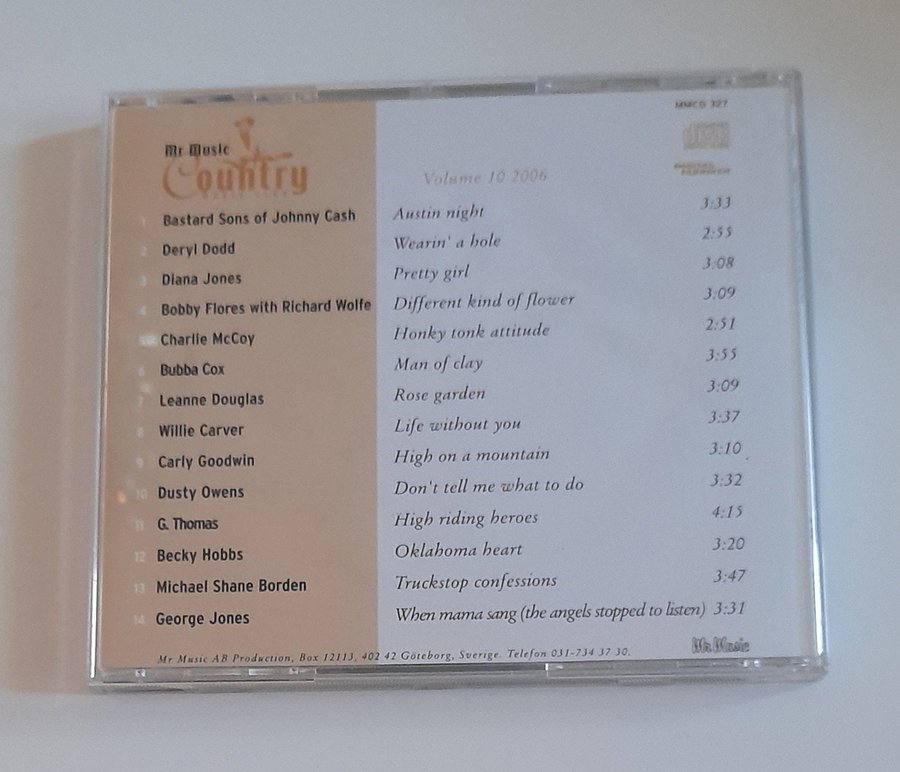 MMCD 327
Mr Music
Country
Volume 10 2006
1 Bastard Sons of Johnny Cash Austin night 3:33
2 Deryl Dodd Wearin' a hole 2:55
3 Diana Jones Pretty girl 3:08
4 Bobby Flores with Richard Wolfe Different kind of flower 3:09
Charlie McCoy Honky tonk attitude 2:51
6 Bubba Cox Man of clay 3:55
7 Leanne Douglas Rose garden 3:09
8 Willie Carver Life without you 3:37
9 Carly Goodwin High on a mountain 3:10
10 Dusty Owens Don't tell me what to do 3:32
11 G. Thomas High riding heroes 4:15
12 Becky Hobbs Oklahoma heart 3:20
13 Michael Shane Borden Truckstop confessions 3:47
14 George Jones When mama sang (the angels stopped to listen) 3:31
Mr Music AB Production, Box 12113, 402 42 Göteborg, Sverige. Telefon 031-734 37 30.
Mr Music